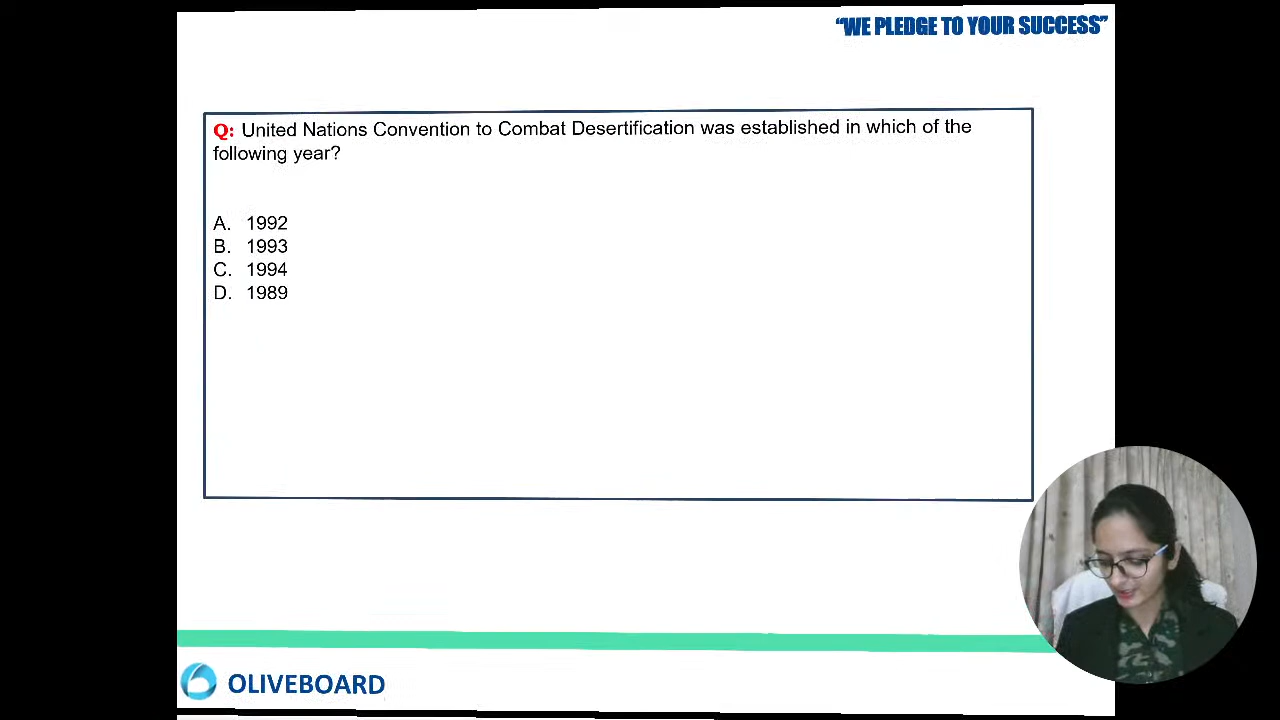 “WE PLEDGE TO YOUR SUCCESS”
Q: United Nations Convention to Combat Desertification was established in which of the
following year?
A. 1992
B. 1993
C. 1994
D. 1989
OLIVEBOARD